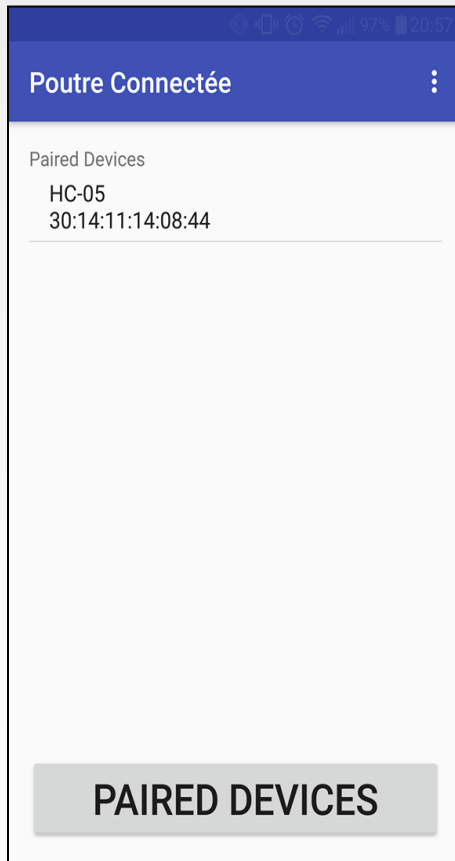 97% 20:57
Poutre Connectée
Paired Devices
HC-05
30:14:11:14:08:44
PAIRED DEVICES